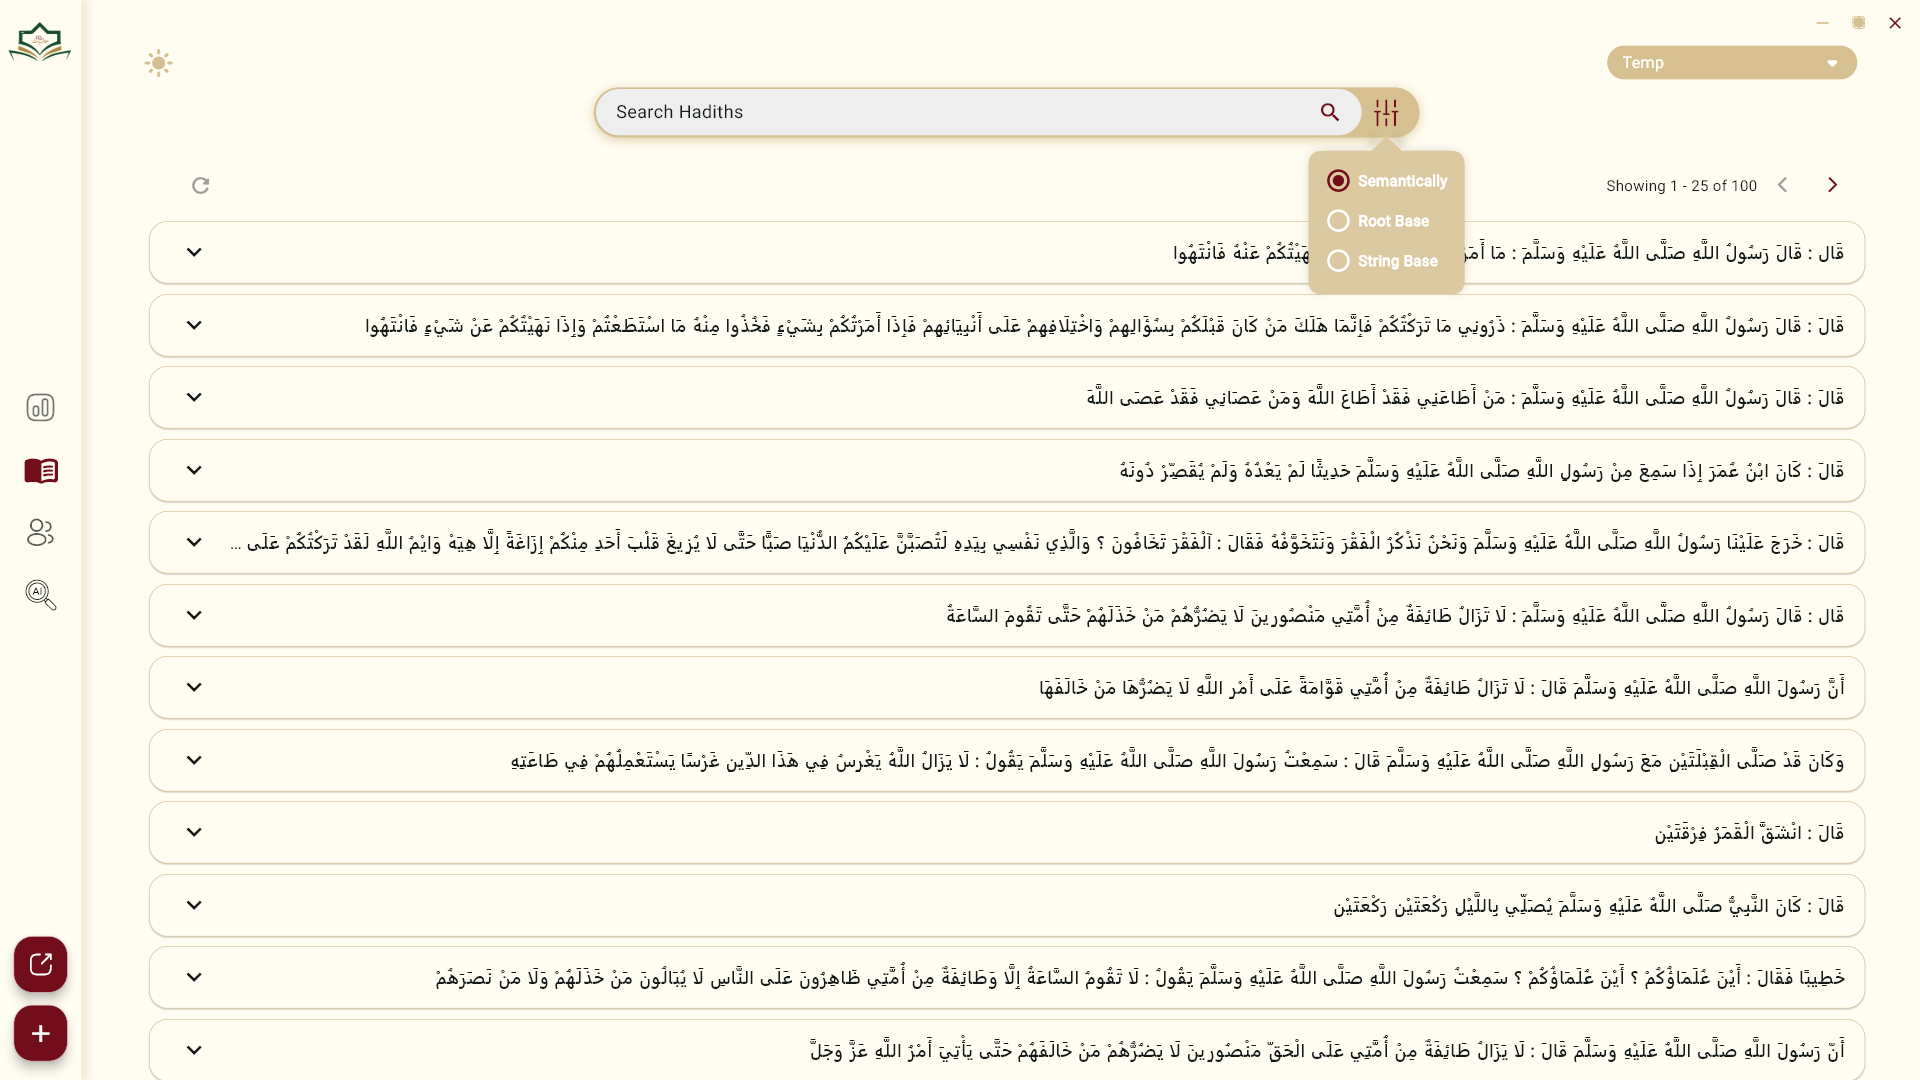 Temp
Search Hadiths
Semantically
Root Base
String Base
Showing 1 - 25 of 100
قَال : قَالَ رَسُولُ اللَّهِ صَلَّى اللَّهُ عَلَيْهِ وَسَلَّمَ : مَا أَمَرْ هَيْتُكُمْ عَنْهُ فَانْتَهُوا
قَالَ : قَالَ رَسُولُ اللَّهِ صَلَّى اللَّهُ عَلَيْهِ وَسَلَّمَ : ذَرُونِي مَا تَرَكْتُكُمْ فَإِنَّمَا هَلَكَ مَنْ كَانَ قَبْلَكُمْ بِسُؤَالِهِمْ وَاخْتِلَافِهِمْ عَلَى أَنْبِيَائِهِمْ فَإِذَا أَمَرْتُكُمْ بِشَيْءٍ فَخُذُوا مِنْهُ مَا اسْتَطَعْتُمْ وَإِذَا نَهَيْتُكُمْ عَنْ شَيْءٍ فَانْتَهُوا
قَالَ : قَالَ رَسُولُ اللَّهِ صَلَّى اللَّهُ عَلَيْهِ وَسَلَّمَ : مَنْ أَطَاعَنِي فَقَدْ أَطَاعَ اللَّهَ وَمَنْ عَصَانِي فَقَدْ عَصَى اللَّهَ
قَالَ : كَانَ ابْنُ عُمَرَ إِذَا سَمِعَ مِنْ رَسُولِ اللَّهِ صَلَّى اللَّهُ عَلَيْهِ وَسَلَّمَ حَدِيثًا لَمْ يَعْدُهُ وَلَمْ يُقَصِّرْ دُونَهُ
قَالَ : خَرَجَ عَلَيْنَا رَسُولُ اللَّهِ صَلَّى اللَّهُ عَلَيْهِ وَسَلَّمَ وَنَحْنُ نَذْكُرُ الْفَقْرَ وَنَتَخَوَّفُهُ فَقَالَ : آلْفَقْرَ تَخَافُونَ ؟ وَالَّذِي نَفْسِي بِيَدِهِ لَتُصَبَّنَّ عَلَيْكُمُ الدُّنْيَا صَبًّا حَتَّى لَا يُزِيغَ قَلْبَ أَحَدِ مِنْكُمْ إِزَاغَةً إِلَّا هِيَهْ وَايْمُ اللَّهِ لَقَدْ تَرَكْتُكُمْ عَلَى ...
قَال : قَالَ رَسُولُ اللَّهِ صَلَّى اللَّهُ عَلَيْهِ وَسَلَّمَ : لَا تَزَالُ طَائِفَةٌ مِنْ أُمَّتِي مَنْصُورِينَ لَا يَضُرُّهُمْ مَنْ خَذَلَهُمْ حَتَّى تَقُومَ السَّاعَةُ
أَنَّ رَسُولَ اللَّهِ صَلَّى اللَّهُ عَلَيْهِ وَسَلَّمَ قَالَ : لَا تَزَالُ طَائِفَةٌ مِنْ أُمَّتِي قَوَّامَةً عَلَى أَمْرِ اللَّهِ لَا يَضُرُّهَا مَنْ خَالَفَهَا
وَكَانَ قَدْ صَلَّى الْقِبْلَتَيْنِ مَعَ رَسُولِ اللَّهِ صَلَّى اللَّهُ عَلَيْهِ وَسَلَّمَ قَالَ : سَمِعْتُ رَسُولَ اللَّهِ صَلَّى اللَّهُ عَلَيْهِ وَسَلَّمَ يَقُولُ : لَا يَزَالُ اللَّهُ يَغْرِسُ فِي هَذَا الدِّينِ غَرْسًا يَسْتَعْمِلُهُمْ فِي طَاعَتِهِ
قَالَ : انْشَقَّ الْقَمَرُ فِرْقَتَيْنِ
قَالَ : كَانَ النَّبِيُّ صَلَّى اللَّهُ عَلَيْهِ وَسَلَّمَ يُصَلِّي بِاللَّيْلِ رَكْعَتَيْنِ رَكْعَتَيْنِ
خَطِيبًا فَقَالَ : أَيْنَ عُلَمَاؤُكُمْ ؟ أَيْنَ عُلَمَاؤُكُمْ ؟ سَمِعْتُ رَسُولَ اللَّهِ صَلَّى اللَّهُ عَلَيْهِ وَسَلَّمَ يَقُولُ : لَا تَقُومُ السَّاعَةُ إِلَّا وَطَائِفَةٌ مِنْ أُمَّتِي ظَاهِرُونَ عَلَى النَّاسِ لَا يُبَالُونَ مَنْ خَذَلَهُمْ وَلَا مَنْ نَصَرَهُمْ
أَنّ رَسُولَ اللَّهِ صَلَّى اللَّهُ عَلَيْهِ وَسَلَّمَ قَالَ : لَا يَزَالُ طَائِفَةٌ مِنْ أُمَّتِي عَلَى الْحَقِّ مَنْصُورِينَ لَا يَضُرُّهُمْ مَنْ خَالَفَهُمْ حَتَّى يَأْتِيَ أَمْرُ اللَّهِ عَزَّ وَجَلَّ
AI